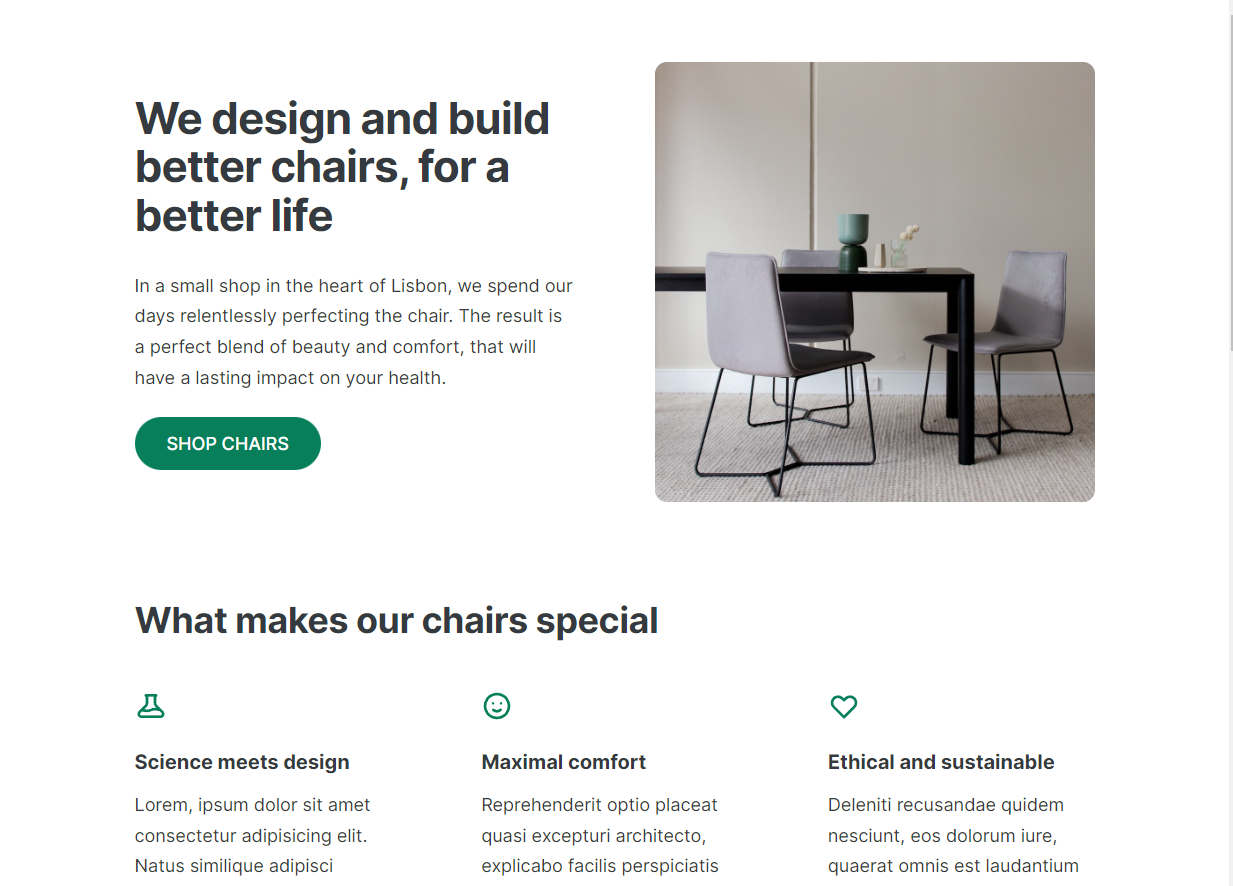 We design and build
better chairs, for a
better life
In a small shop in the heart of Lisbon, we spend our
days relentlessly perfecting the chair. The result is
a perfect blend of beauty and comfort, that will
have a lasting impact on your health.
SHOP CHAIRS
What makes our chairs special
Science meets design
Lorem, ipsum dolor sit amet
consectetur adipisicing elit.
Natus similique adipisci
Maximal comfort
Reprehenderit optio placeat
quasi excepturi architecto,
explicabo facilis perspiciatis
Ethical and sustainable
Deleniti recusandae quidem
nesciunt, eos dolorum iure,
quaerat omnis est laudantium